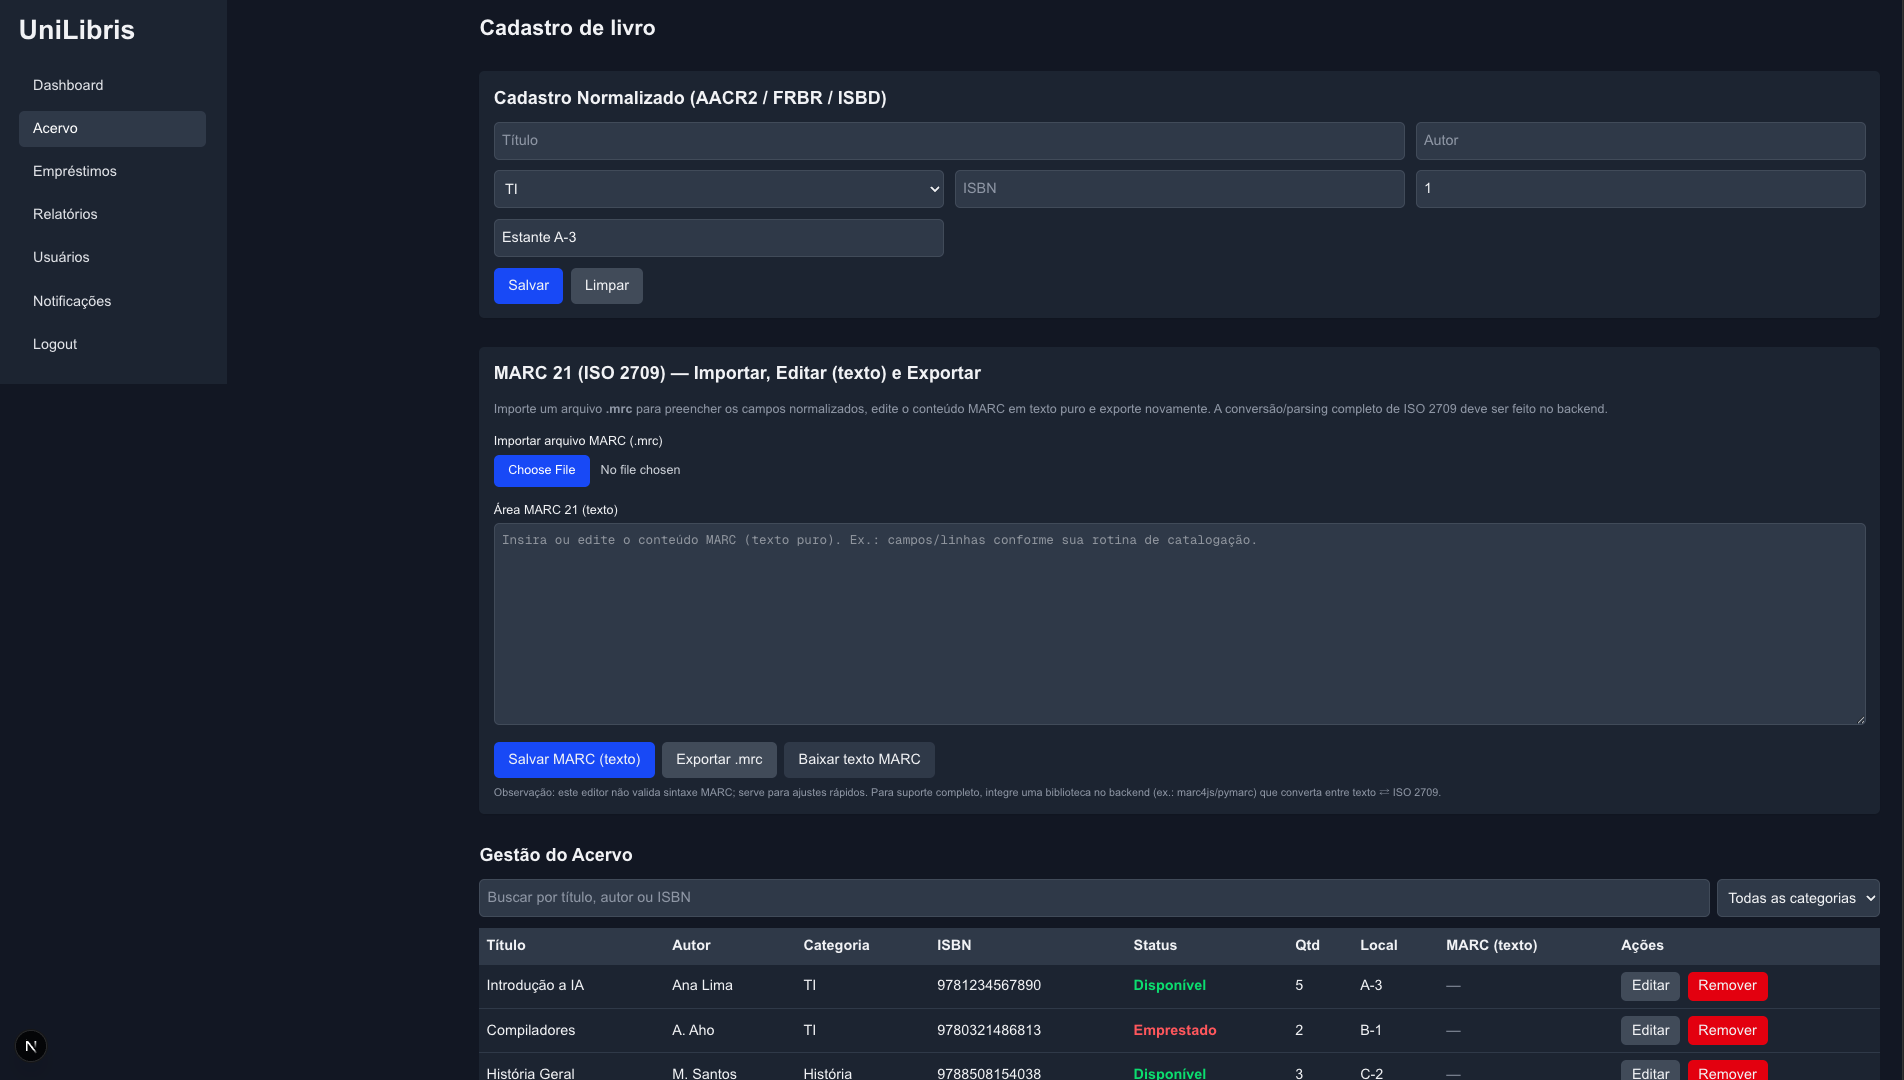 UniLibris
Dashboard
Acervo
Empréstimos
Relatórios
Usuários
Notificações
Logout
Cadastro de livro
Cadastro Normalizado (AACR2 / FRBR / ISBD)
Título
Autor
TI
ISBN
1
Estante A-3
Salvar
Limpar
MARC 21 (ISO 2709) — Importar, Editar (texto) e Exportar
Importe um arquivo .mrc para preencher os campos normalizados, edite o conteúdo MARC em texto puro e exporte novamente. A conversão/parsing completo de ISO 2709 deve ser feito no backend.
Importar arquivo MARC (.mrc)
Choose File No file chosen
Área MARC 21 (texto)
Insira ou edite o conteúdo MARC (texto puro). Ex.: campos/linhas conforme sua rotina de catalogação.
Salvar MARC (texto)
Exportar .mrc
Baixar texto MARC
Observação: este editor não valida sintaxe MARC; serve para ajustes rápidos. Para suporte completo, integre uma biblioteca no backend (ex.: marc4js/pymarc) que converta entre texto ⇄ ISO 2709.
Gestão do Acervo
Buscar por título, autor ou ISBN
Todas as categorias
Título Autor Categoria ISBN Status Qtd Local MARC (texto) Ações
Introdução a IA Ana Lima TI 9781234567890 Disponível 5 A-3 — Editar Remover
Compiladores A. Aho TI 9780321486813 Emprestado 2 B-1 — Editar Remover
História Geral M. Santos História 9788508154038 Disponível 3 C-2 — Editar Remover
N